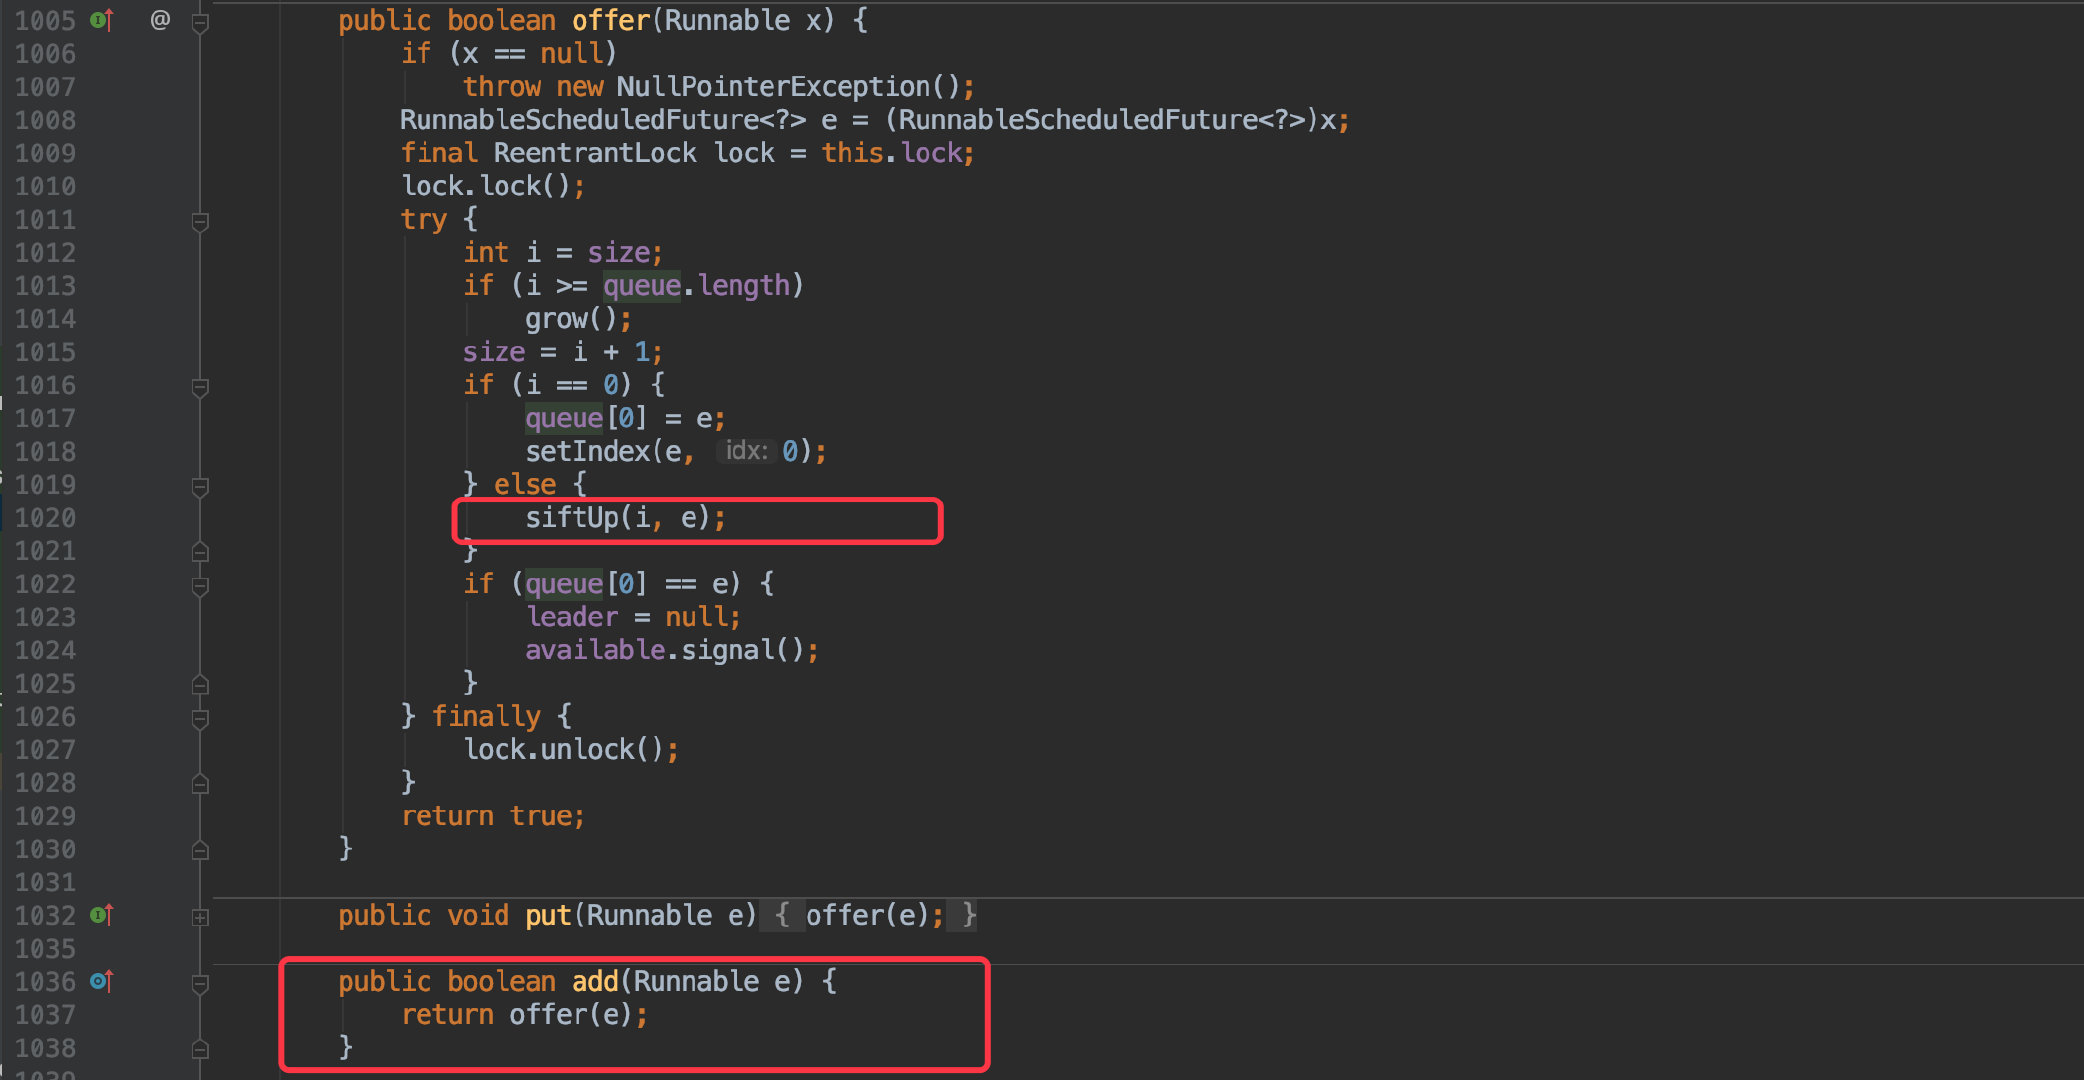 1005 @ public boolean offer(Runnable x) {
1006 if (x == null)
1007 throw new NullPointerException();
1008 RunnableScheduledFuture<?> e = (RunnableScheduledFuture<?>)x;
1009 final ReentrantLock lock = this.lock;
1010 lock.lock();
1011 try {
1012 int i = size;
1013 if (i >= queue.length)
1014 grow();
1015 size = i + 1;
1016 if (i == 0) {
1017 queue[0] = e;
1018 setIndex(e, idx: 0);
1019 } else {
1020 siftUp(i, e);
1021 }
1022 if (queue[0] == e) {
1023 leader = null;
1024 available.signal();
1025 }
1026 } finally {
1027 lock.unlock();
1028 }
1029 return true;
1030 }
1031
1032 public void put(Runnable e) { offer(e); }
1035
1036 public boolean add(Runnable e) {
1037 return offer(e);
1038 }
1039